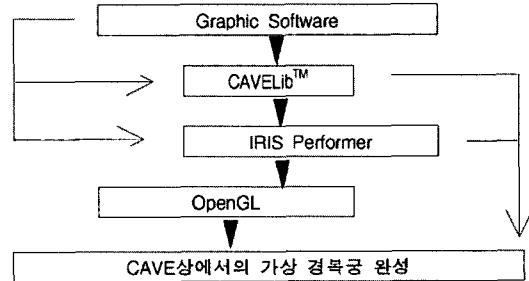 Graphic Software
CAVELib™
IRIS Performer
OpenGL
CAVE상에서의 가상 경복궁 완성